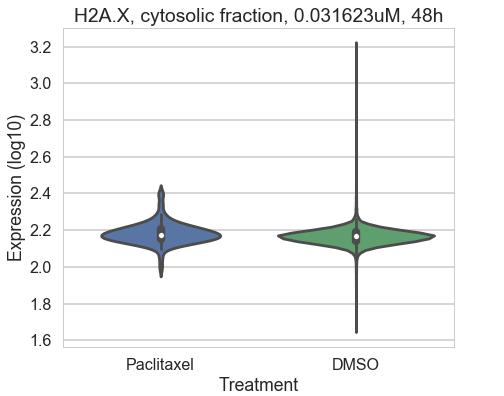 H2A.X, cytosolic fraction, 0.031623uM, 48h
Expression (log10)
3.2
3.0
2.8
2.6
2.4
2.2
2.0
1.8
1.6
Paclitaxel DMSO
Treatment